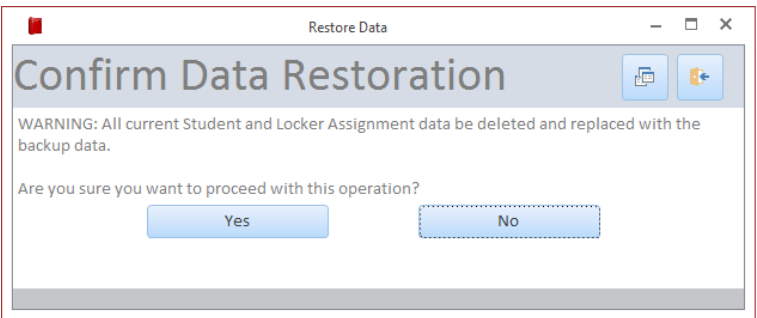 Restore Data
Confirm Data Restoration
WARNING: All current Student and Locker Assignment data be deleted and replaced with the
backup data.
Are you sure you want to proceed with this operation?
Yes No